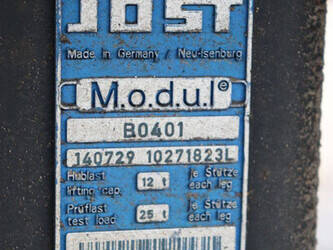 JOST
Made in Germany / Neu-Isenburg
M.o.d.u.l®
B0401
140729 10271823L
Hublast 12 t je Stütze
lifting cap. each leg
Prüflast 25 t je Stütze
test load each leg